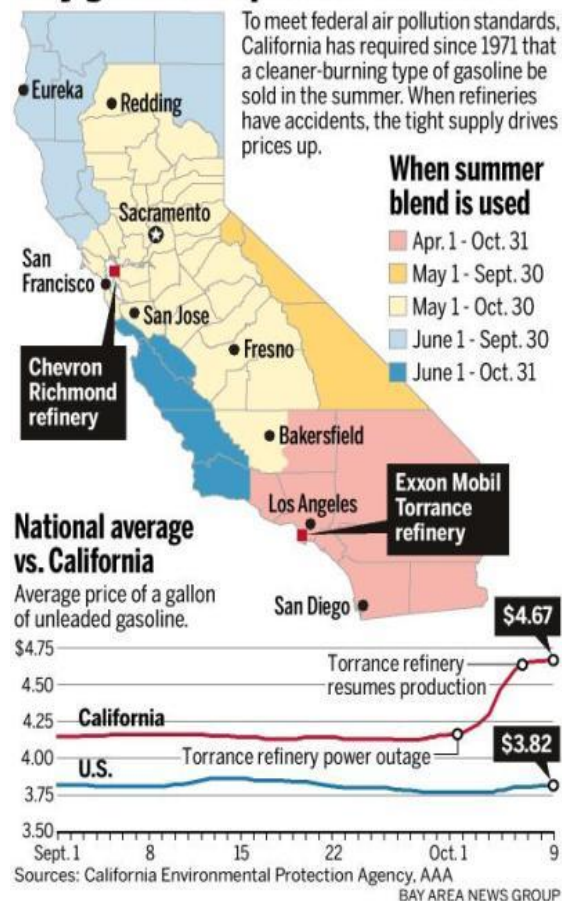 To meet federal air pollution standards,
California has required since 1971 that
a cleaner-burning type of gasoline be
sold in the summer. When refineries
have accidents, the tight supply drives
prices up.
When summer
blend is used
Apr. 1 - Oct. 31
May 1 - Sept. 30
May 1 - Oct. 30
June 1 - Sept. 30
June 1 - Oct. 31
Eureka
Redding
Sacramento
San
Francisco
San Jose
Fresno
Chevron
Richmond
refinery
Bakersfield
Los Angeles
Exxon Mobil
Torrance
refinery
San Diego
National average
vs. California
Average price of a gallon
of unleaded gasoline.
$4.75
4.50
4.25
4.00
3.75
3.50
$4.67
Torrance refinery
resumes production
California
Torrance refinery power outage
$3.82
U.S.
Sept. 1 8 15 22 Oct. 1 9
Sources: California Environmental Protection Agency, AAA
BAY AREA NEWS GROUP